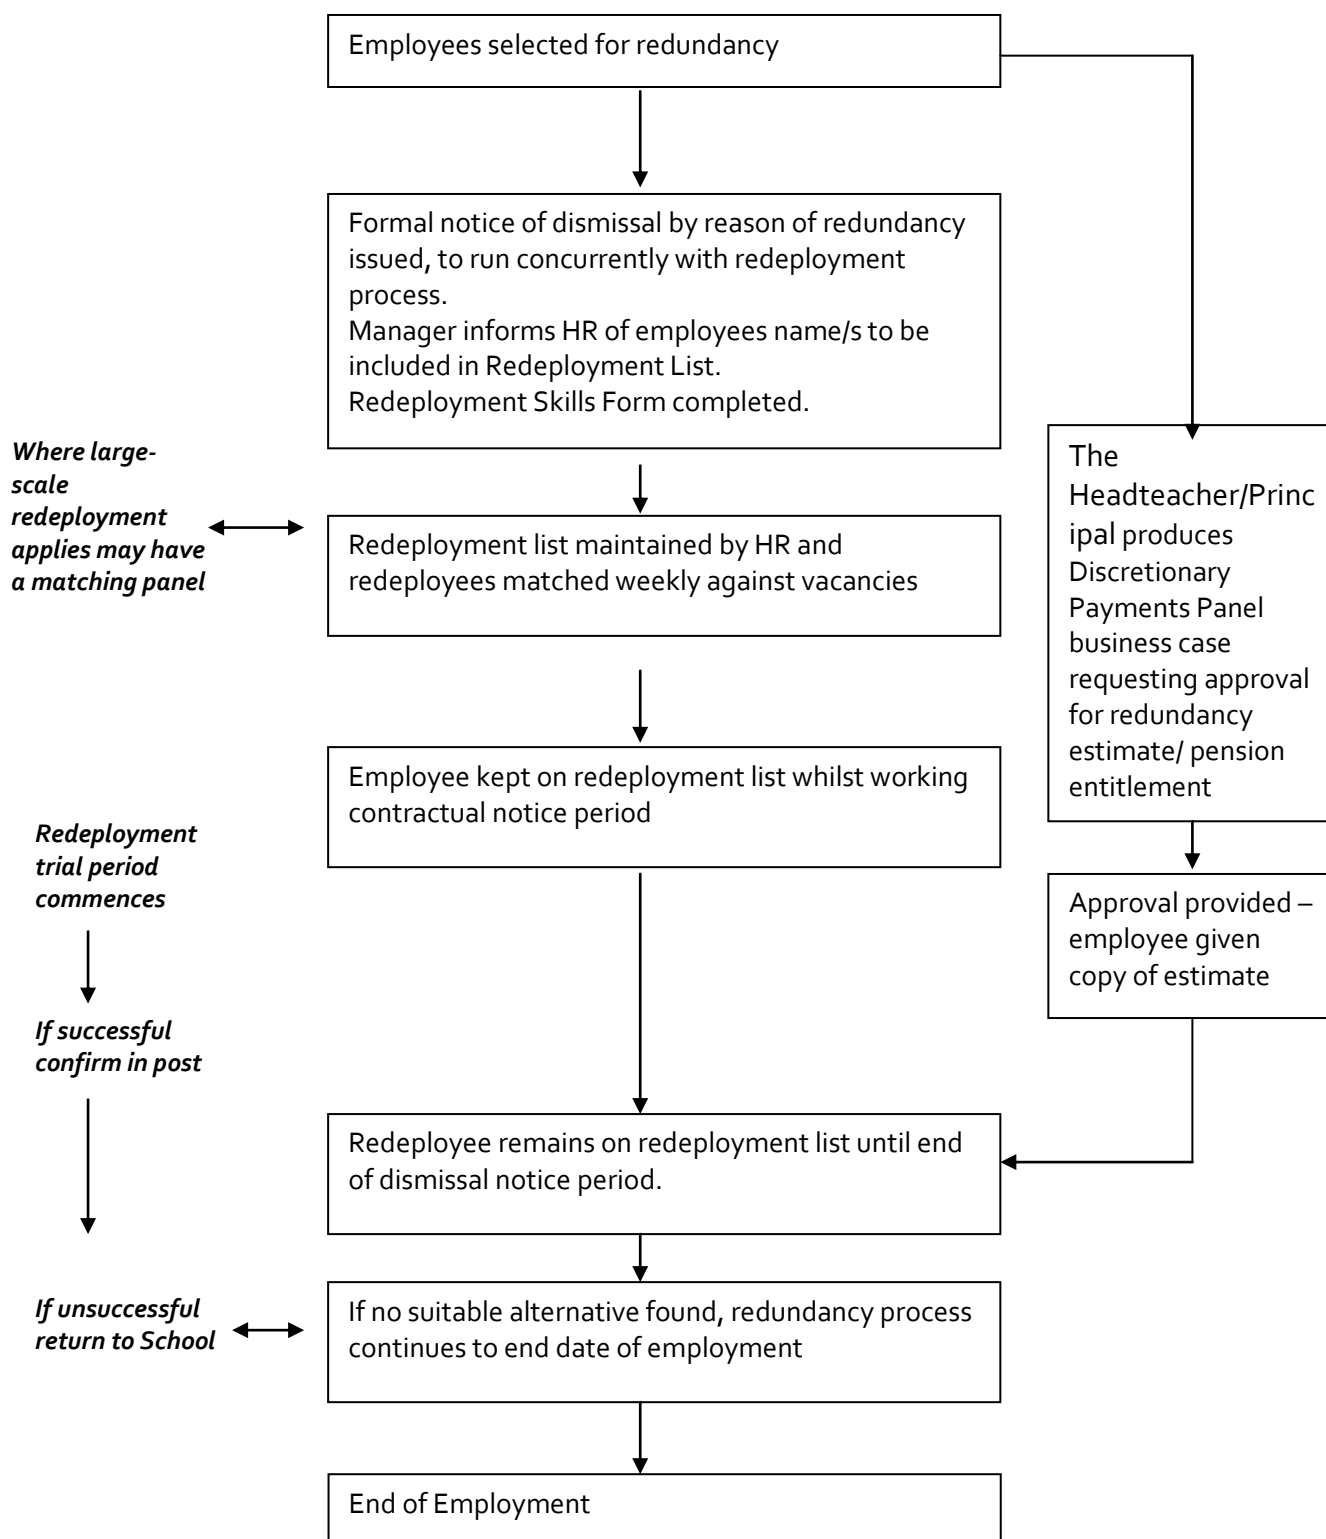 Employees selected for redundancy
Formal notice of dismissal by reason of redundancy
issued, to run concurrently with redeployment
process.
Manager informs HR of employees name/s to be
included in Redeployment List.
Redeployment Skills Form completed.
Where large-
scale
redeployment
applies may have
a matching panel
Redeployment list maintained by HR and
redeployees matched weekly against vacancies
The
Headteacher/Princ
ipal produces
Discretionary
Payments Panel
business case
requesting approval
for redundancy
estimate/ pension
entitlement
Employee kept on redeployment list whilst working
contractual notice period
Redeployment
trial period
commences
Approval provided –
employee given
copy of estimate
If successful
confirm in post
Redeployee remains on redeployment list until end
of dismissal notice period.
If unsuccessful
return to School
If no suitable alternative found, redundancy process
continues to end date of employment
End of Employment